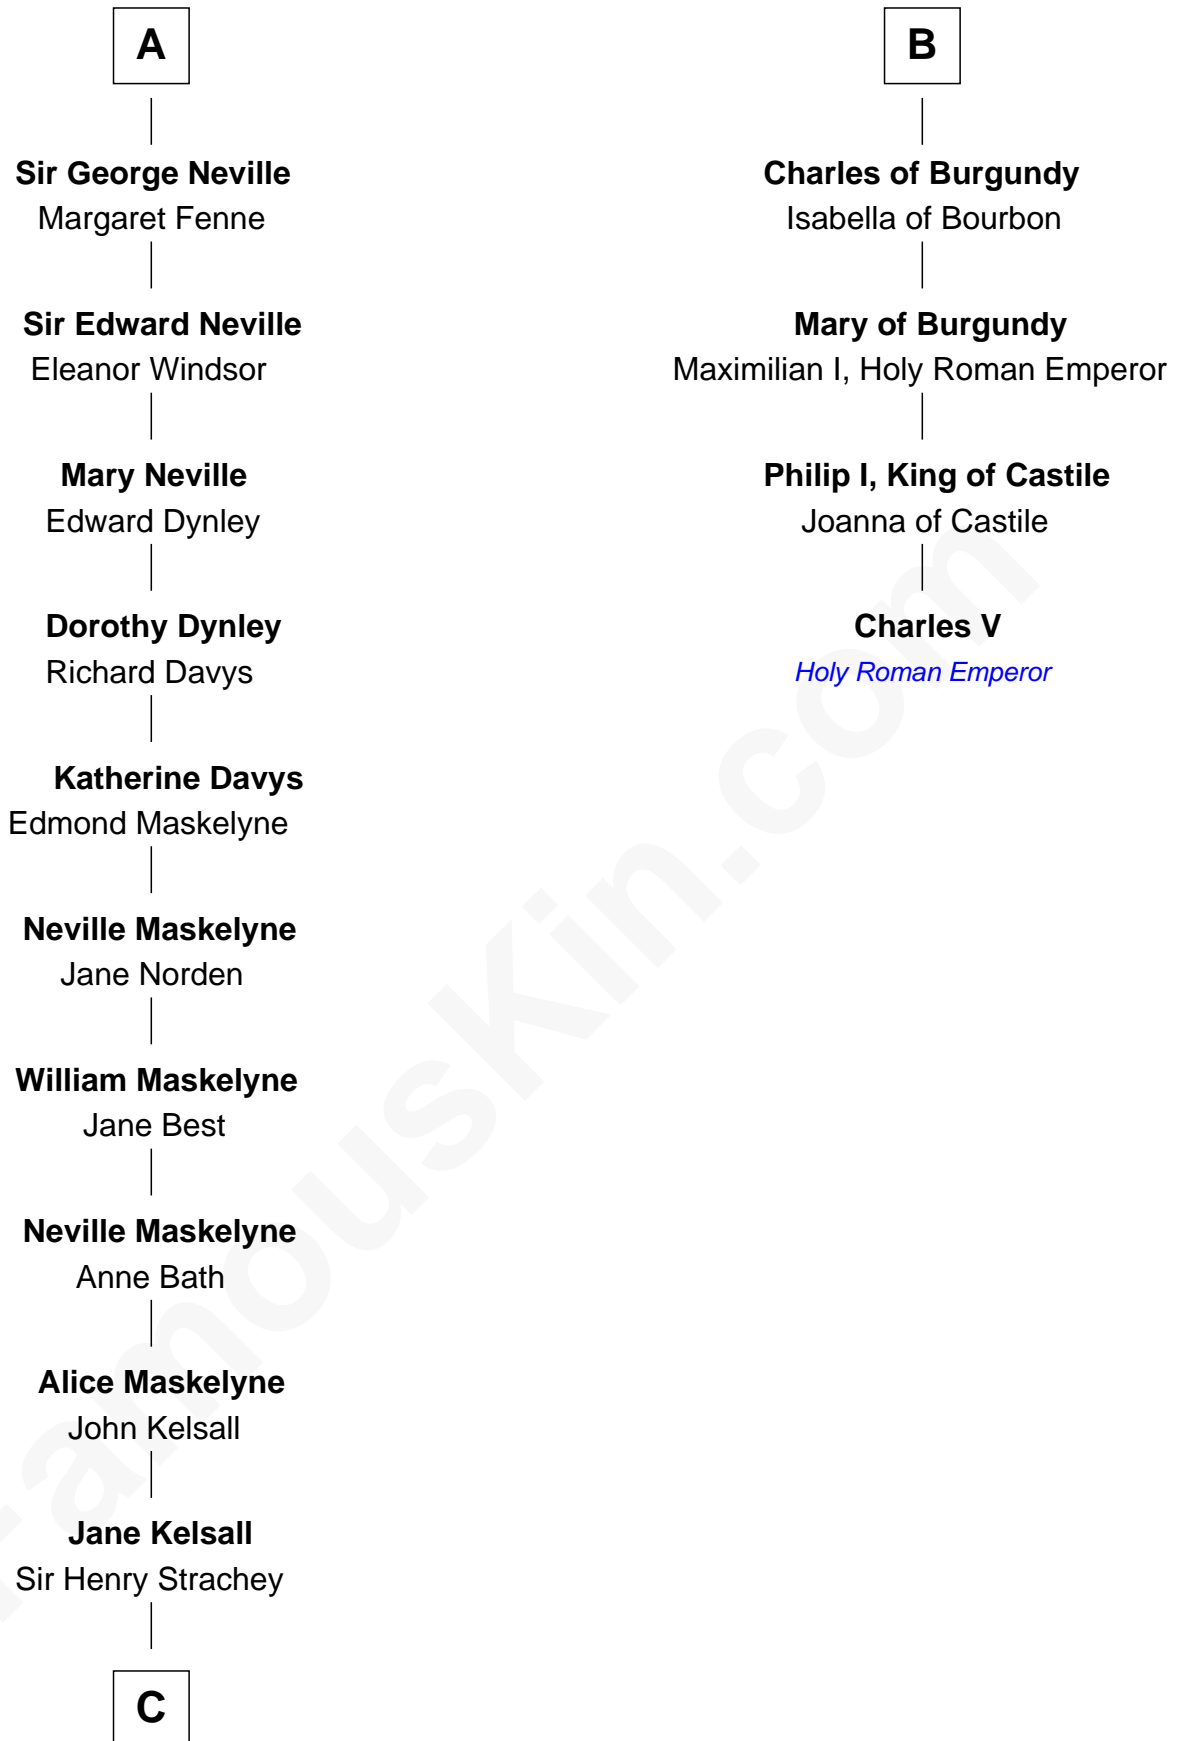 A
Sir George Neville
Margaret Fenne
Sir Edward Neville
Eleanor Windsor
Mary Neville
Edward Dynley
Dorothy Dynley
Richard Davys
Katherine Davys
Edmond Maskelyne
Neville Maskelyne
Jane Norden
William Maskelyne
Jane Best
Neville Maskelyne
Anne Bath
Alice Maskelyne
John Kelsall
Jane Kelsall
Sir Henry Strachey
C
B
Charles of Burgundy
Isabella of Bourbon
Mary of Burgundy
Maximilian I, Holy Roman Emperor
Philip I, King of Castile
Joanna of Castile
Charles V
Holy Roman Emperor
FamousKin.com